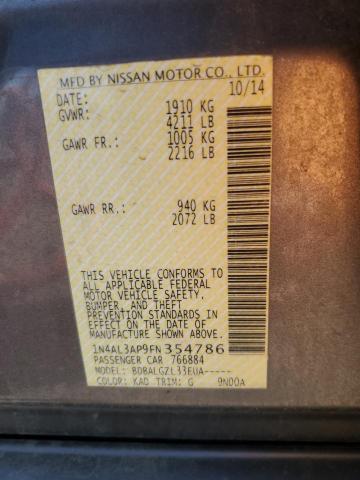 MFD BY NISSAN MOTOR CO., LTD.
DATE: 10/14
GVWR: 1910 KG
4211 LB
GAWR FR.: 1005 KG
2216 LB
GAWR RR.: 940 KG
2072 LB
THIS VEHICLE CONFORMS TO
ALL APPLICABLE FEDERAL
MOTOR VEHICLE SAFETY,
BUMPER, AND THEFT
PREVENTION STANDARDS IN
EFFECT ON THE DATE OF
MANUFACTURE SHOWN ABOVE.
1N4AL3AP9FN354786
PASSENGER CAR 766884
MODEL: BDBALGZL33EUA-----
COLOR: KAD TRIM: G 9NDOA